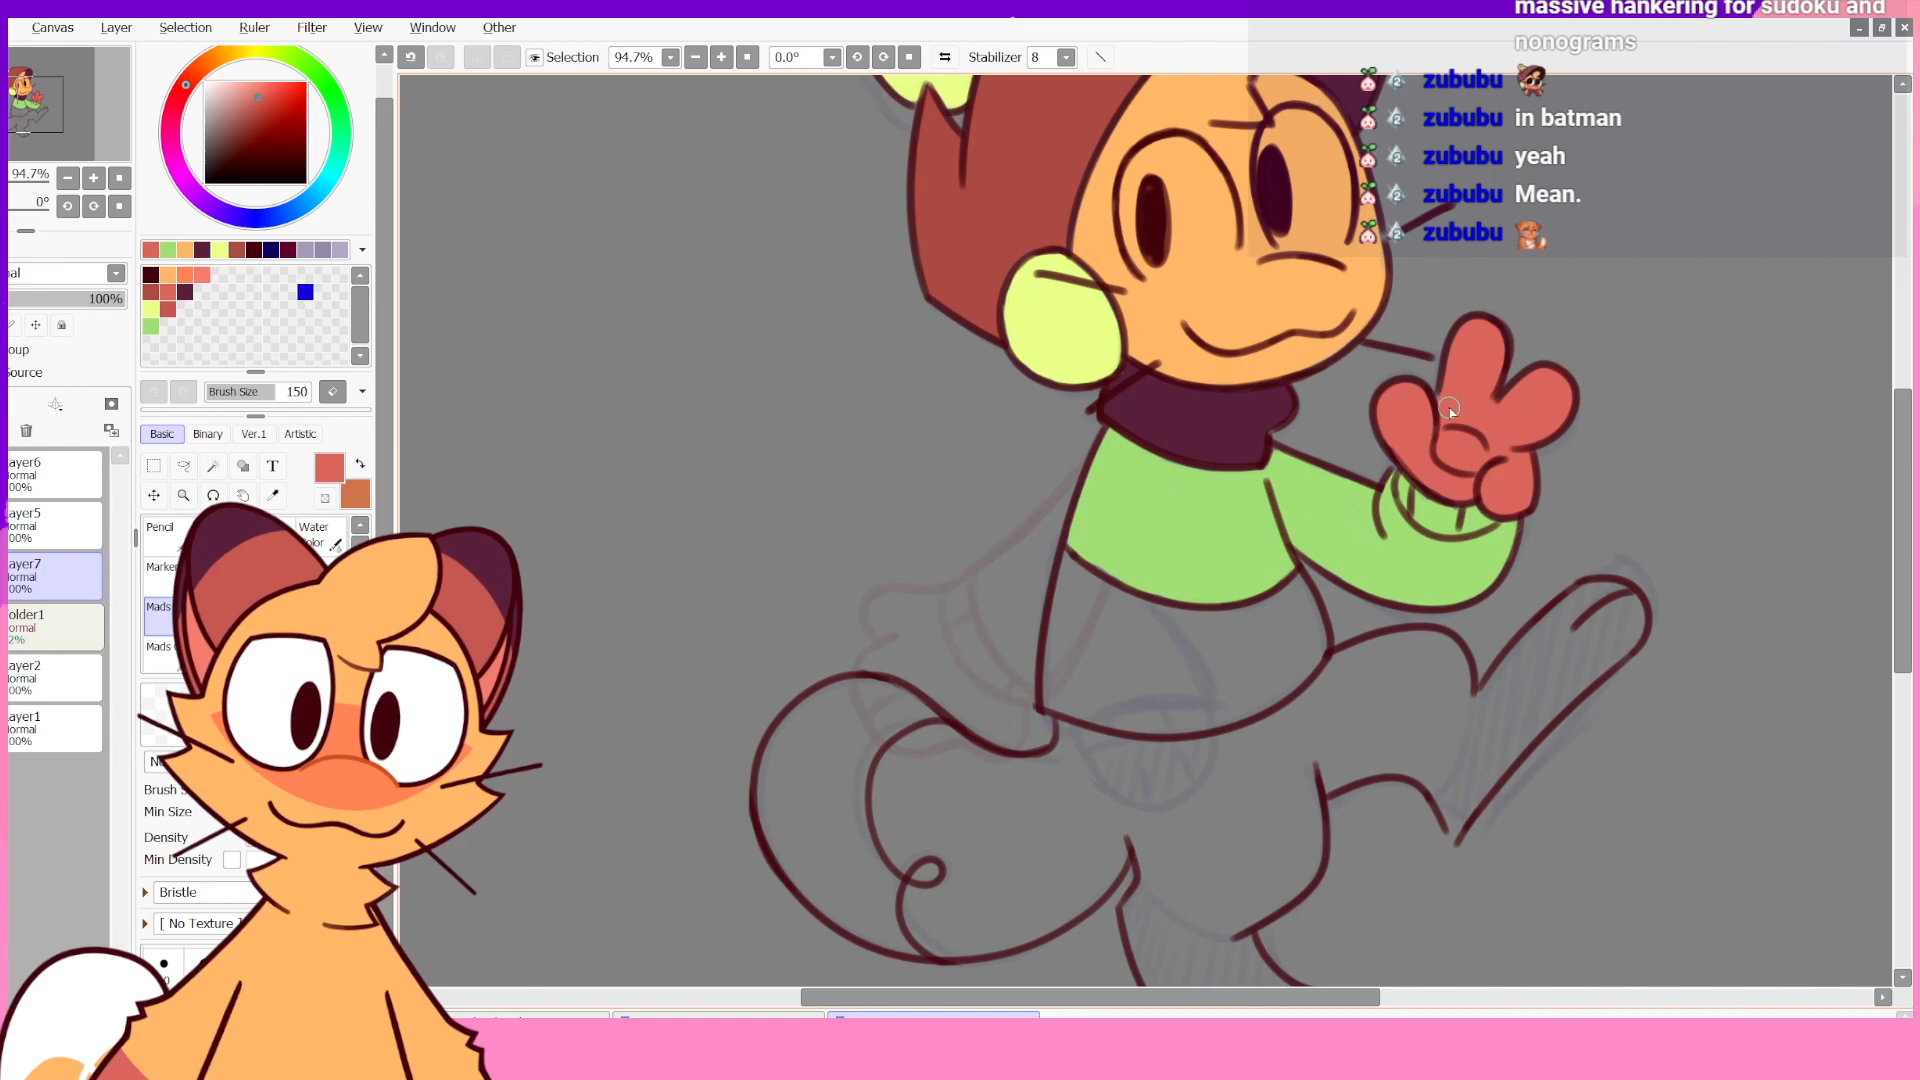 massive hankering for sudoku and
nonograms
Canvas Layer Selection Ruler Filter View Window Other
zububu
Selection 94.7% 0.0° Stabilizer 8
zububu in batman
zububu yeah
zububu Mean.
zububu
94.7%
0°
100%
Brush Size 150
oup
Source
Basic Binary Ver.1 Artistic
T
ayer6
ormal
00%
ayer5
ormal
00%
ayer7
ormal
00%
older1
ormal
2%
ayer2
ormal
00%
ayer1
ormal
00%
Pencil Water
Marker
Mads
Mads
Brush S
Min Size
Density
Min Density
Bristle
[ No Texture ]